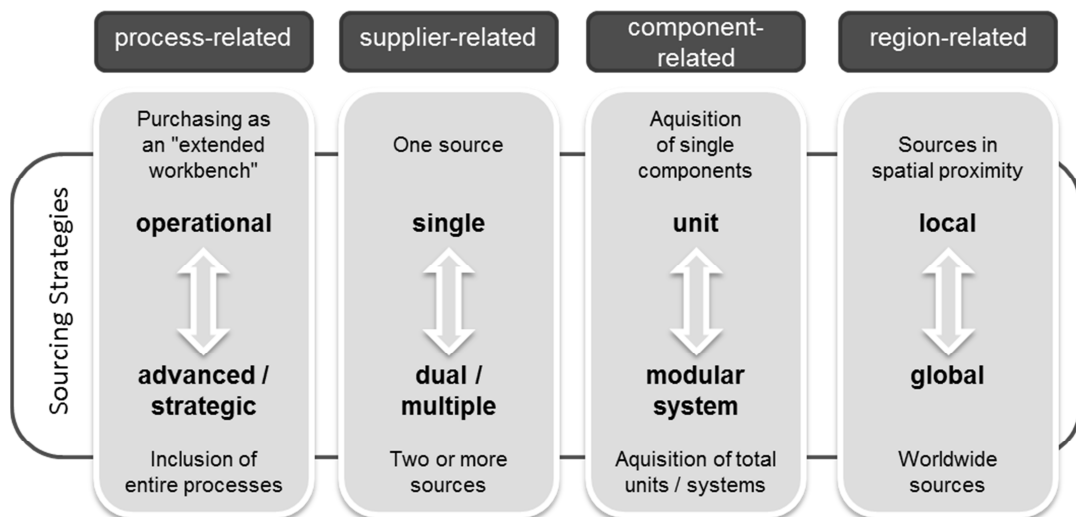 process-related
supplier-related
component-
related
region-related
Sourcing Strategies
Purchasing as
an "extended
workbench"
operational
advanced /
strategic
Inclusion of
entire processes
One source
single
dual /
multiple
Two or more
sources
Aquisition
of single
components
unit
modular
system
Aquisition of total
units / systems
Sources in
spatial proximity
local
global
Worldwide
sources